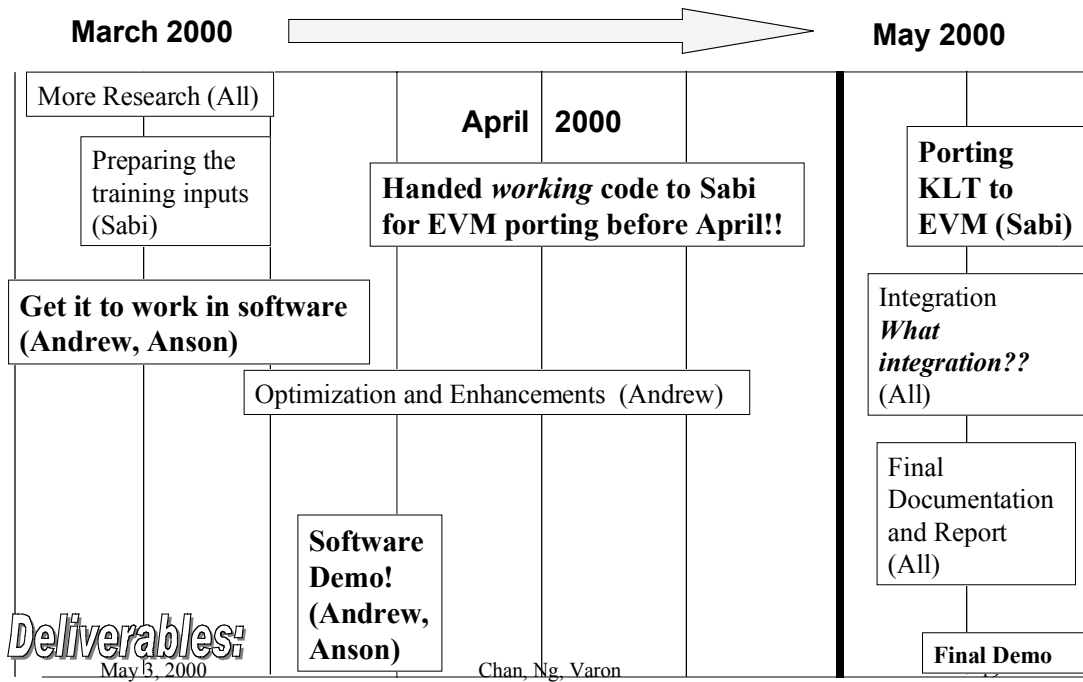 March 2000
May 2000
More Research (All)
April 2000
Preparing the
training inputs
(Sabi)
Handed working code to Sabi
for EVM porting before April!!
Porting
KLT to
EVM (Sabi)
Get it to work in software
(Andrew, Anson)
Integration
What
integration??
(All)
Optimization and Enhancements (Andrew)
Final
Documentation
and Report
(All)
Software
Demo!
(Andrew,
Anson)
Deliverables:
Final Demo
May 3, 2000
Chan, Ng, Varon